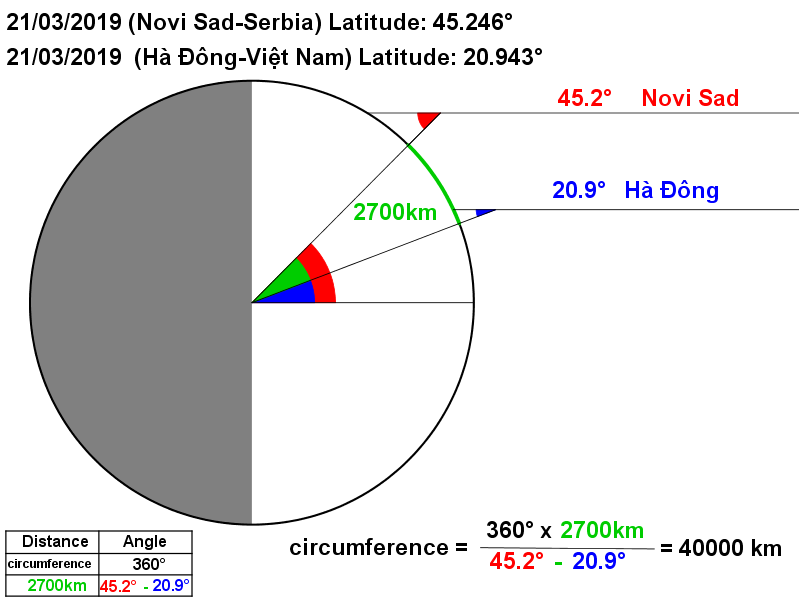 21/03/2019 (Novi Sad-Serbia) Latitude: 45.246°
21/03/2019 (Hà Đông-Việt Nam) Latitude: 20.943°
45.2° Novi Sad
20.9° Hà Đông
2700km
360° x 2700km
circumference = = 40000 km
45.2° - 20.9°
Distance Angle
circumference 360°
2700km 45.2° - 20.9°